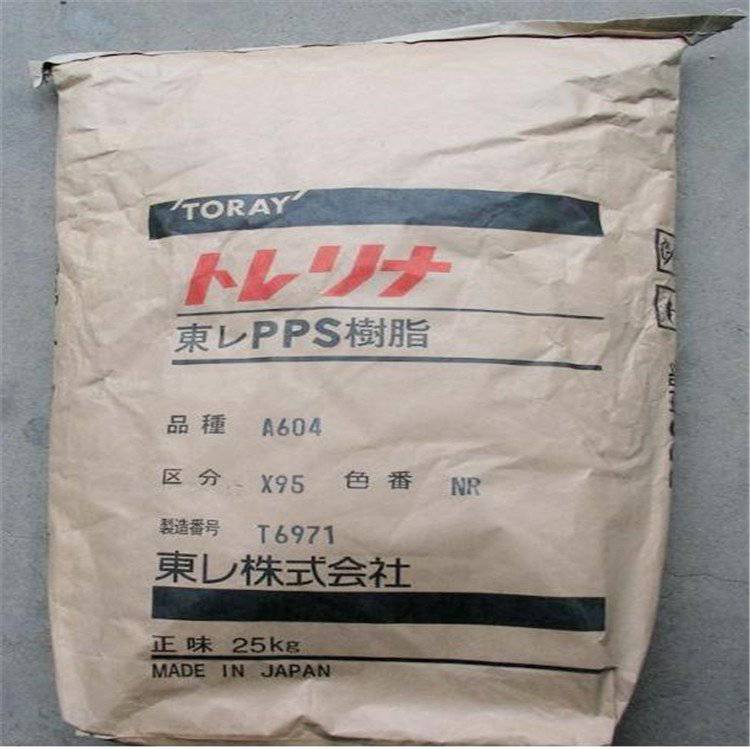 TORAY
トレリナ
東レPPS樹脂
品種 A604
区分 X95 色番 NR
製造番号 T6971
東レ株式会社
正味 25kg
MADE IN JAPAN